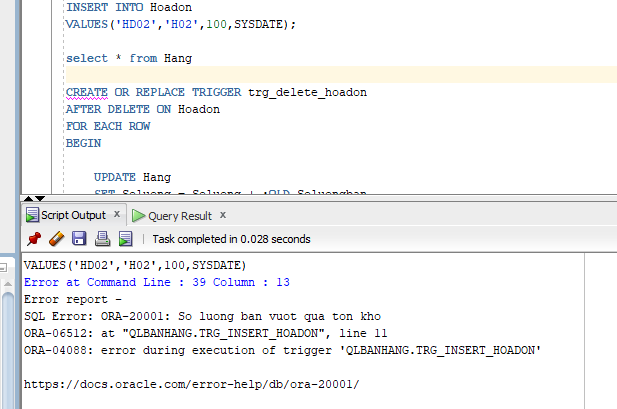 INSERT INTO Hoadon
VALUES('HD02','H02',100,SYSDATE);
select * from Hang
CREATE OR REPLACE TRIGGER trg_delete_hoadon
AFTER DELETE ON Hoadon
FOR EACH ROW
BEGIN
UPDATE Hang
SET Soluong = Soluong + :OLD.Soluongban
Script Output x Query Result x
Task completed in 0.028 seconds
VALUES('HD02','H02',100,SYSDATE)
Error at Command Line : 39 Column : 13
Error report -
SQL Error: ORA-20001: So luong ban vuot qua ton kho
ORA-06512: at "QLBANHANG.TRG_INSERT_HOADON", line 11
ORA-04088: error during execution of trigger 'QLBANHANG.TRG_INSERT_HOADON'
https://docs.oracle.com/error-help/db/ora-20001/